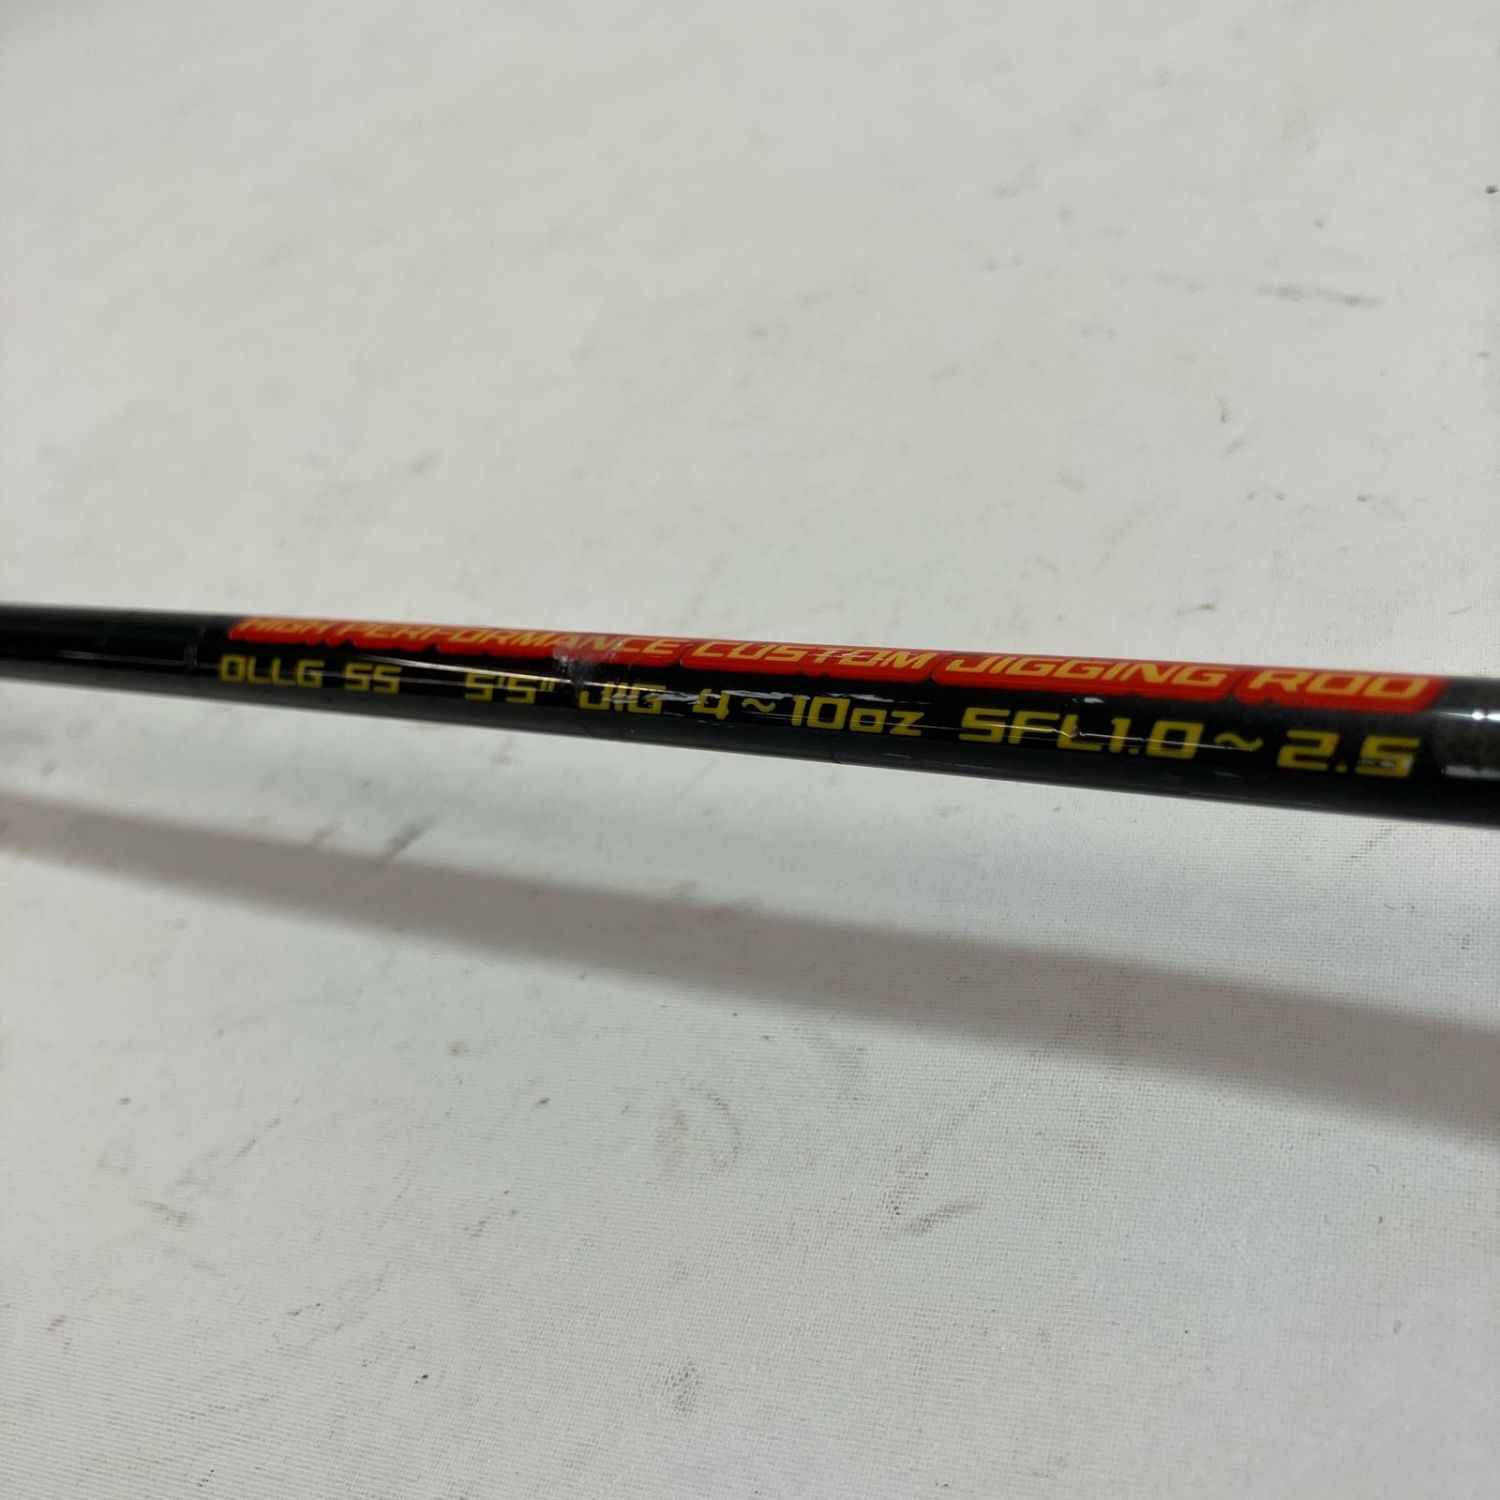 HIGH PERFORMANCE CUSTOM JIGGING ROD
OLLG 55 5'5" JIG 4~10oz SFL1.0~2.5